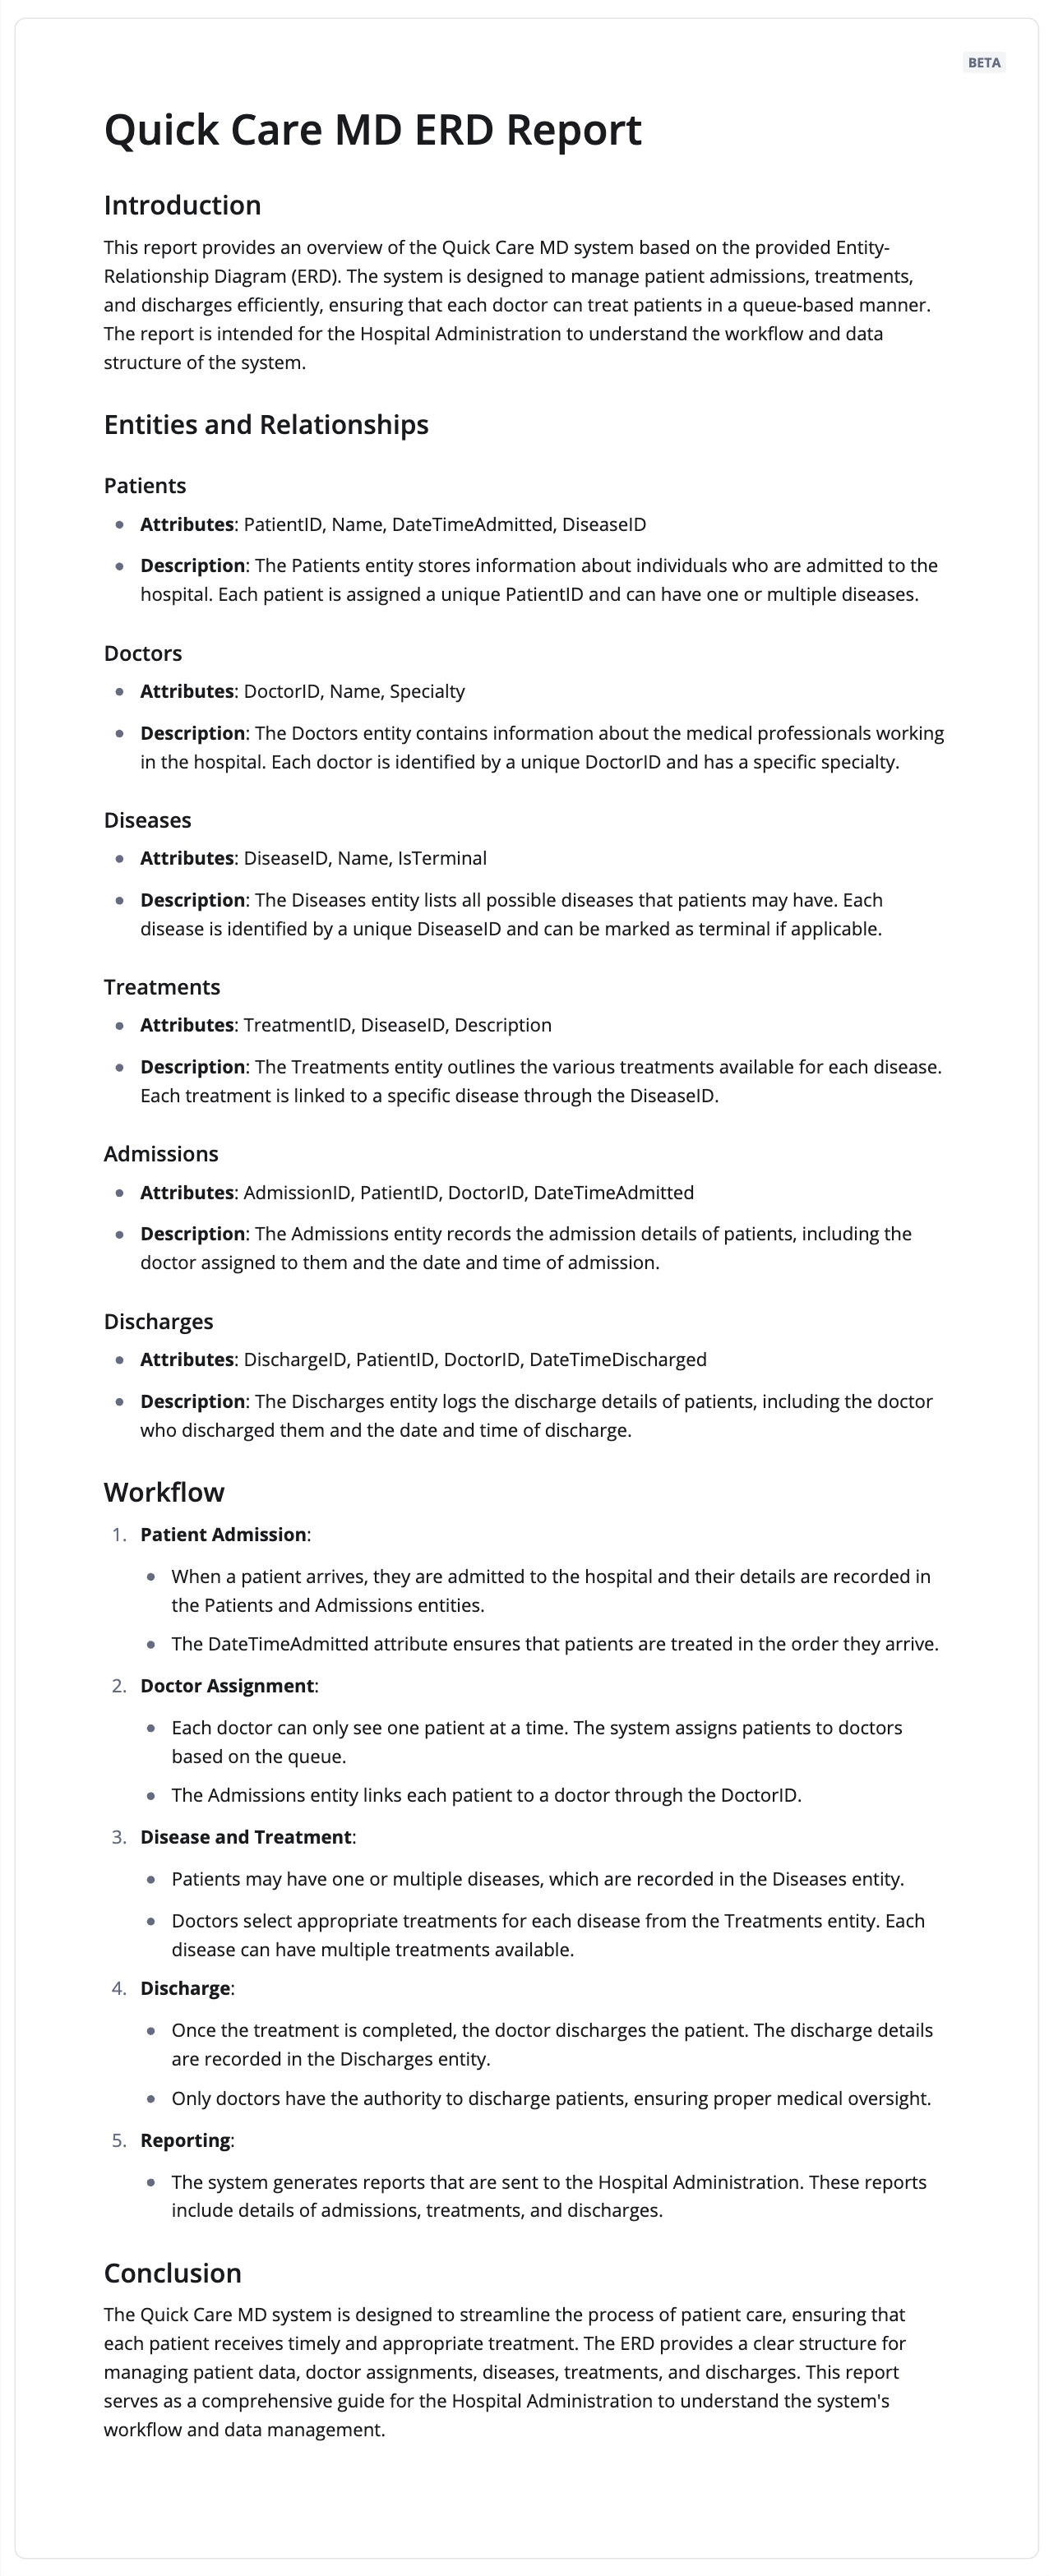 BETA
Quick Care MD ERD Report
Introduction
This report provides an overview of the Quick Care MD system based on the provided Entity-
Relationship Diagram (ERD). The system is designed to manage patient admissions, treatments,
and discharges efficiently, ensuring that each doctor can treat patients in a queue-based manner.
The report is intended for the Hospital Administration to understand the workflow and data
structure of the system.
Entities and Relationships
Patients
• Attributes: PatientID, Name, DateTimeAdmitted, DiseaseID
• Description: The Patients entity stores information about individuals who are admitted to the
hospital. Each patient is assigned a unique PatientID and can have one or multiple diseases.
Doctors
• Attributes: DoctorID, Name, Specialty
• Description: The Doctors entity contains information about the medical professionals working
in the hospital. Each doctor is identified by a unique DoctorID and has a specific specialty.
Diseases
• Attributes: DiseaseID, Name, IsTerminal
• Description: The Diseases entity lists all possible diseases that patients may have. Each
disease is identified by a unique DiseaseID and can be marked as terminal if applicable.
Treatments
• Attributes: TreatmentID, DiseaseID, Description
• Description: The Treatments entity outlines the various treatments available for each disease.
Each treatment is linked to a specific disease through the DiseaseID.
Admissions
• Attributes: AdmissionID, PatientID, DoctorID, DateTimeAdmitted
• Description: The Admissions entity records the admission details of patients, including the
doctor assigned to them and the date and time of admission.
Discharges
• Attributes: DischargeID, PatientID, DoctorID, DateTimeDischarged
• Description: The Discharges entity logs the discharge details of patients, including the doctor
who discharged them and the date and time of discharge.
Workflow
1. Patient Admission:
• When a patient arrives, they are admitted to the hospital and their details are recorded in
the Patients and Admissions entities.
• The DateTimeAdmitted attribute ensures that patients are treated in the order they arrive.
2. Doctor Assignment:
• Each doctor can only see one patient at a time. The system assigns patients to doctors
based on the queue.
• The Admissions entity links each patient to a doctor through the DoctorID.
3. Disease and Treatment:
• Patients may have one or multiple diseases, which are recorded in the Diseases entity.
• Doctors select appropriate treatments for each disease from the Treatments entity. Each
disease can have multiple treatments available.
4. Discharge:
• Once the treatment is completed, the doctor discharges the patient. The discharge details
are recorded in the Discharges entity.
• Only doctors have the authority to discharge patients, ensuring proper medical oversight.
5. Reporting:
• The system generates reports that are sent to the Hospital Administration. These reports
include details of admissions, treatments, and discharges.
Conclusion
The Quick Care MD system is designed to streamline the process of patient care, ensuring that
each patient receives timely and appropriate treatment. The ERD provides a clear structure for
managing patient data, doctor assignments, diseases, treatments, and discharges. This report
serves as a comprehensive guide for the Hospital Administration to understand the system's
workflow and data management.